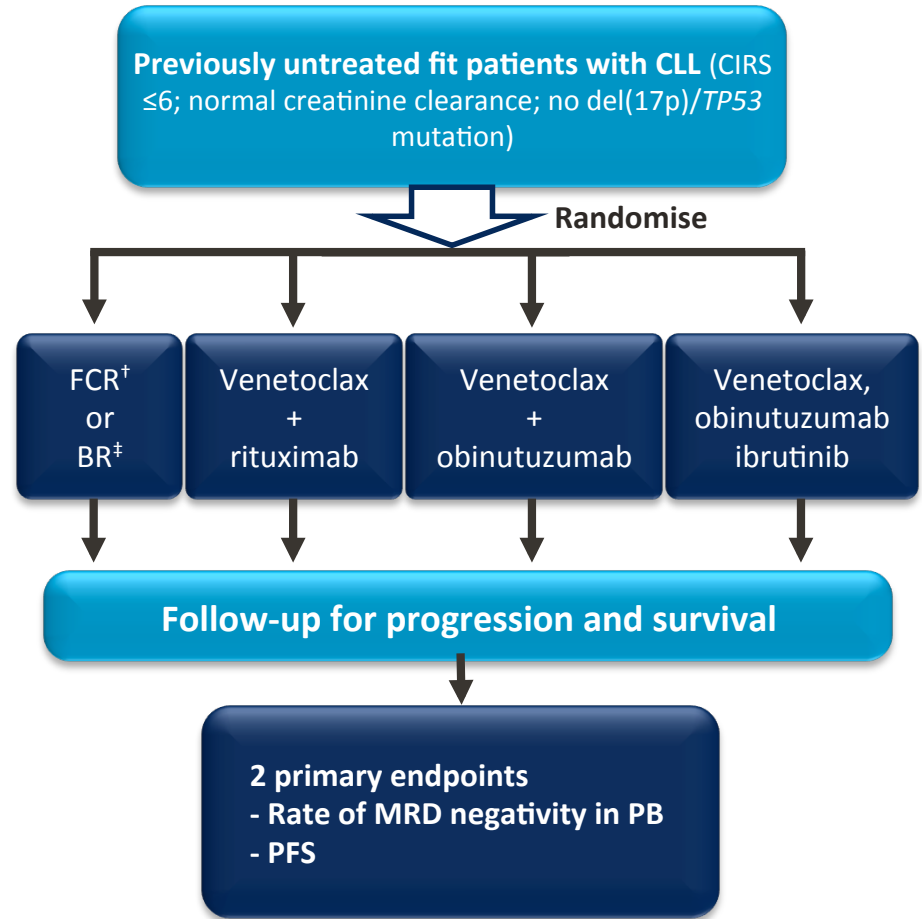 Previously untreated fit patients with CLL (CIRS
≤6; normal creatinine clearance; no del(17p)/TP53
mutation)
Randomise
FCR†
or
BR‡
Venetoclax
+
rituximab
Venetoclax
+
obinutuzumab
Venetoclax,
obinutuzumab
ibrutinib
Follow-up for progression and survival
2 primary endpoints
- Rate of MRD negativity in PB
- PFS